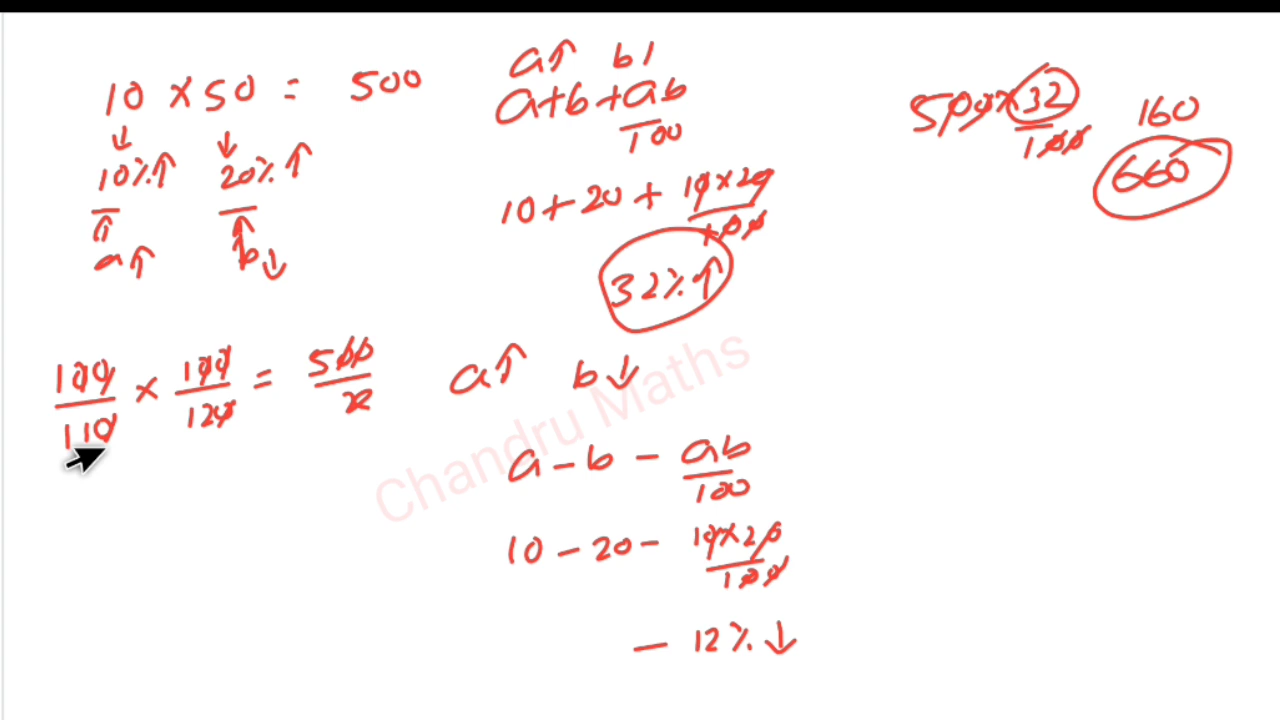 10 × 50 = 500
↓ ↓
10%↑ 20%↑
↑ ↑
a↑ b↓
a↑ b↑
a+b+ab/100
10+20+10×20/100
32%↑
500×32/100 160
660
100/110 × 100/120 = 500/x
a↑ b↓
a-b-ab/100
10-20-10×20/100
-12%↓
Chandru Maths